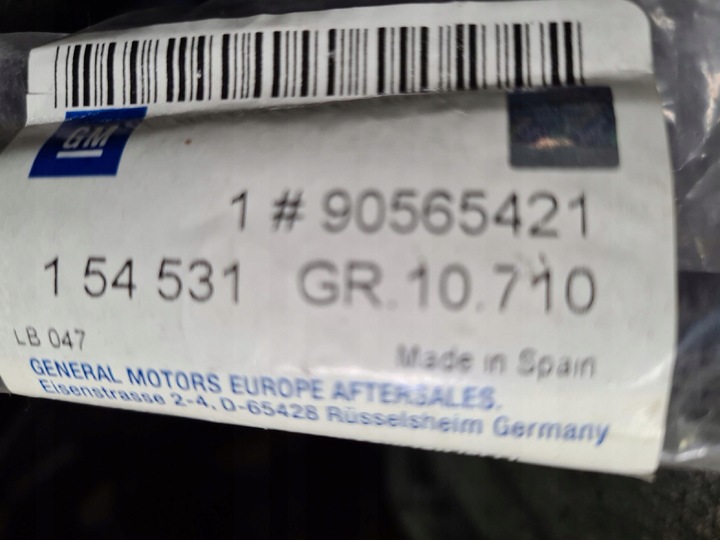 GM
1 # 90565421
1 54 531 GR.10.710
LB 047
Made in Spain
GENERAL MOTORS EUROPE AFTERSALES.
Eisenstrasse 2-4, D-65428 Rüsselsheim Germany